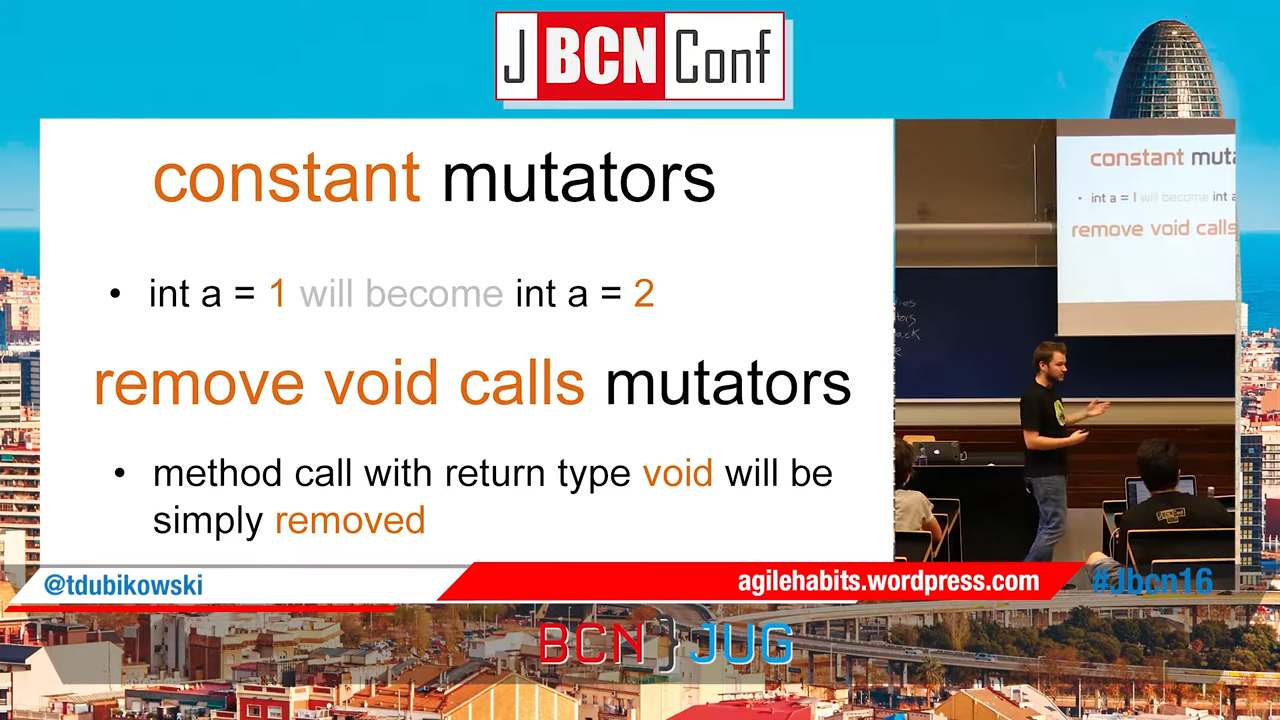 J BCN Conf
constant mutators
• int a = 1 will become int a = 2
remove void calls mutators
• method call with return type void will be
simply removed
constant muta
• int a = 1 will become int a
remove void calls
@tdubikowski
agilehabits.wordpress.com
#Jbcn16
BCN}JUG